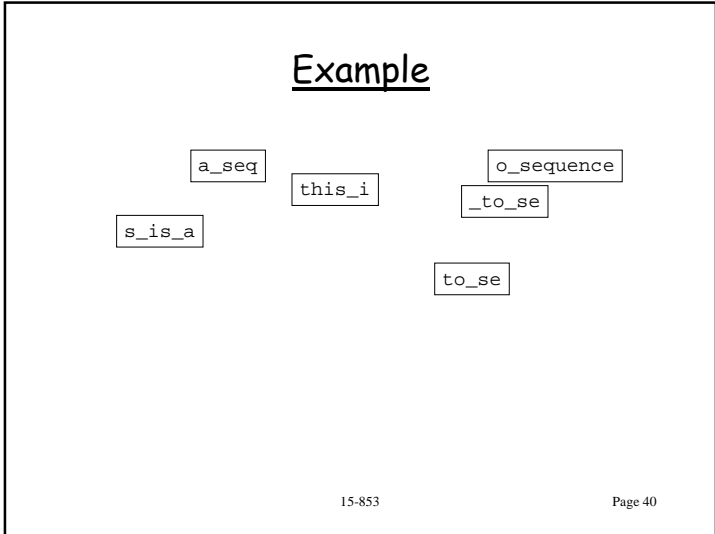 Example
a_seq
o_sequence
this_i
_to_se
s_is_a
to_se
15-853
Page 40